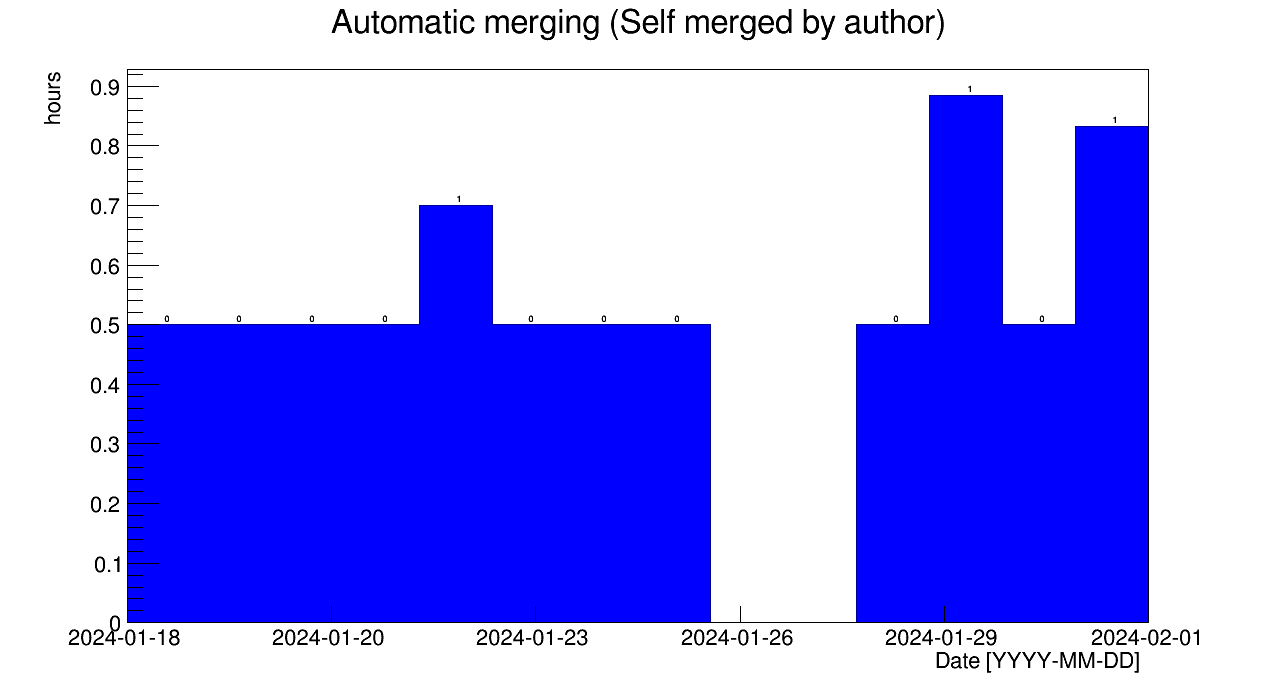 Automatic merging (Self merged by author)
hours
0.9
0.8
0.7
0.6
0.5
0.4
0.3
0.2
0.1
0
0 0 0 0 1 0 0 0 0 1 0 1
2024-01-18 2024-01-20 2024-01-23 2024-01-26 2024-01-29 2024-02-01
Date [YYYY-MM-DD]